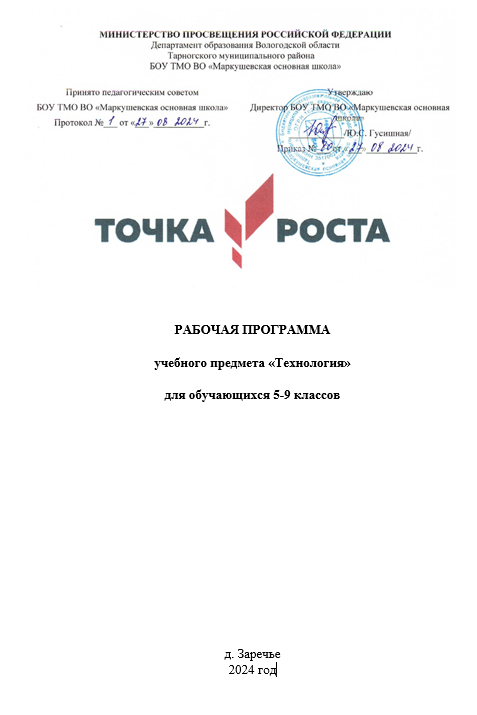 МИНИСТЕРСТВО ПРОСВЕЩЕНИЯ РОССИЙСКОЙ ФЕДЕРАЦИИ
Департамент образования Вологодской области
Тарногского муниципального района
БОУ ТМО ВО «Маркушевская основная школа»
Принято педагогическим советом
БОУ ТМО ВО «Маркушевская основная школа»
Протокол № 1 от «27» 08 2024 г.
Утверждаю
Директор БОУ ТМО ВО «Маркушевская основная
школа»
/Ю.С. Гусишная/
Приказ № 80 от «27» 08 2024 г.
ТОЧКА РОСТА
РАБОЧАЯ ПРОГРАММА
учебного предмета «Технология»
для обучающихся 5-9 классов
д. Заречье
2024 год